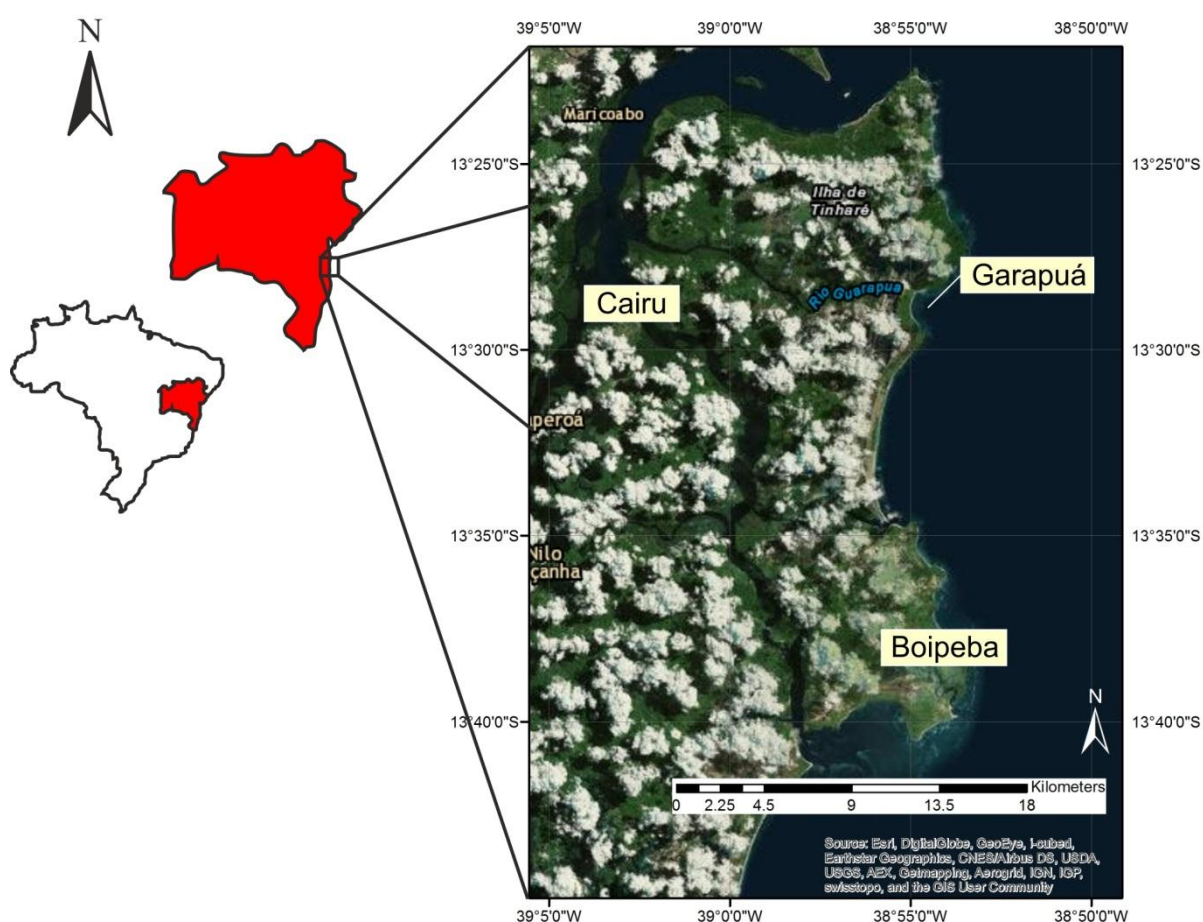 N
39°5'0"W 39°0'0"W 38°55'0"W 38°50'0"W
Maricoabo
13°25'0"S 13°25'0"S
Ilha de
Tinharé
Rio Guarapua
Garapuá
Cairu
13°30'0"S 13°30'0"S
aperoá
13°35'0"S 13°35'0"S
Nilo
çanha
Boipeba
N
13°40'0"S 13°40'0"S
Kilometers
0 2.25 4.5 9 13.5 18
Source: Esri, DigitalGlobe, GeoEye, i-cubed,
Earthstar Geographics, CNES/Airbus DS, USDA,
USGS, AEX, Getmapping, Aerogrid, IGN, IGP,
swisstopo, and the GIS User Community
39°5'0"W 39°0'0"W 38°55'0"W 38°50'0"W